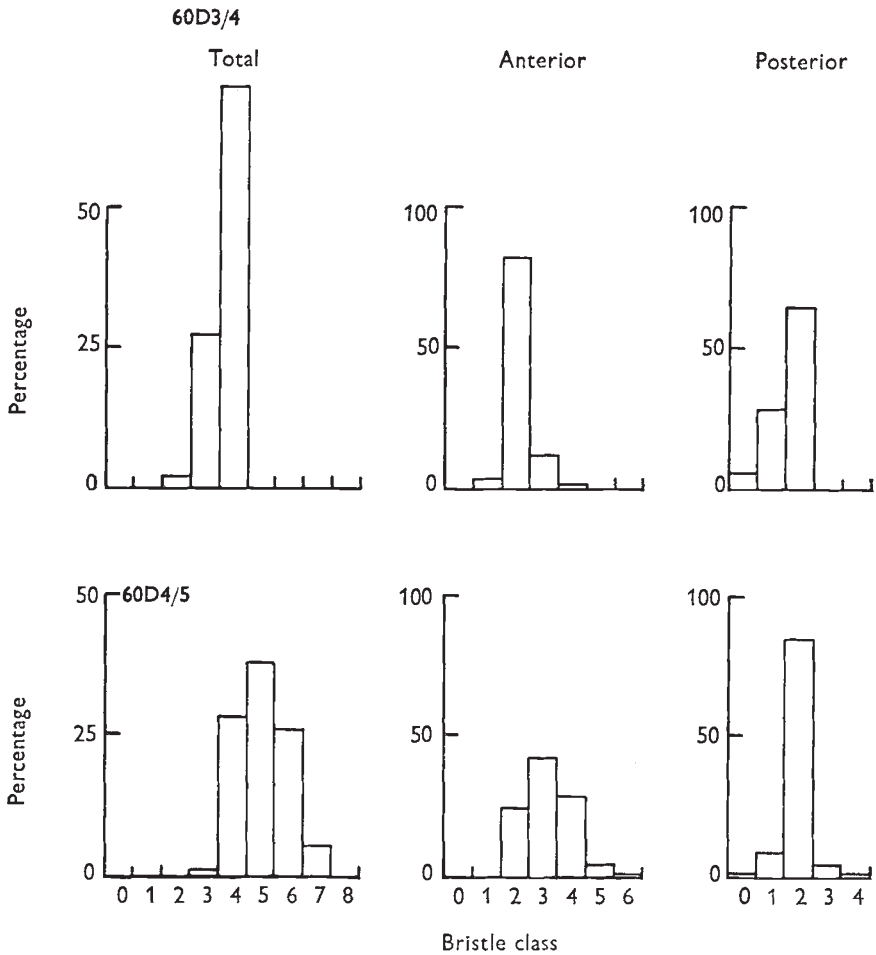 60D3/4
Total Anterior Posterior
50 100 100
Percentage
25 50 50
0 0 0
50 60D4/5 100 100
Percentage
25 50 50
0 0 0
0 1 2 3 4 5 6 7 8 0 1 2 3 4 5 6 0 1 2 3 4
Bristle class